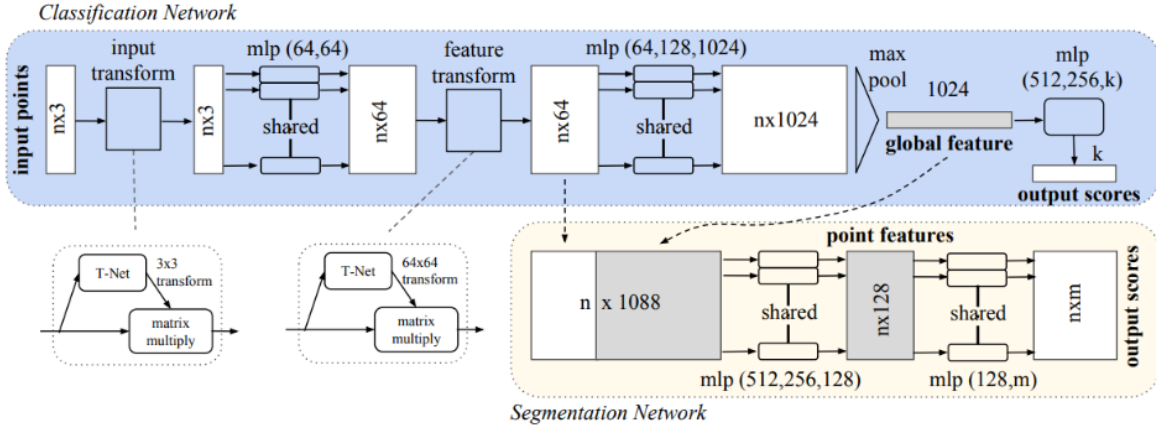 Classification Network
input points
nx3
input
transform
nx3
mlp (64,64)
shared
nx64
feature
transform
nx64
mlp (64,128,1024)
shared
nx1024
max
pool
1024
global feature
mlp
(512,256,k)
k
output scores
T-Net
3x3
transform
matrix
multiply
T-Net
64x64
transform
matrix
multiply
point features
n x 1088
shared
mlp (512,256,128)
nx128
shared
mlp (128,m)
nxm
output scores
Segmentation Network